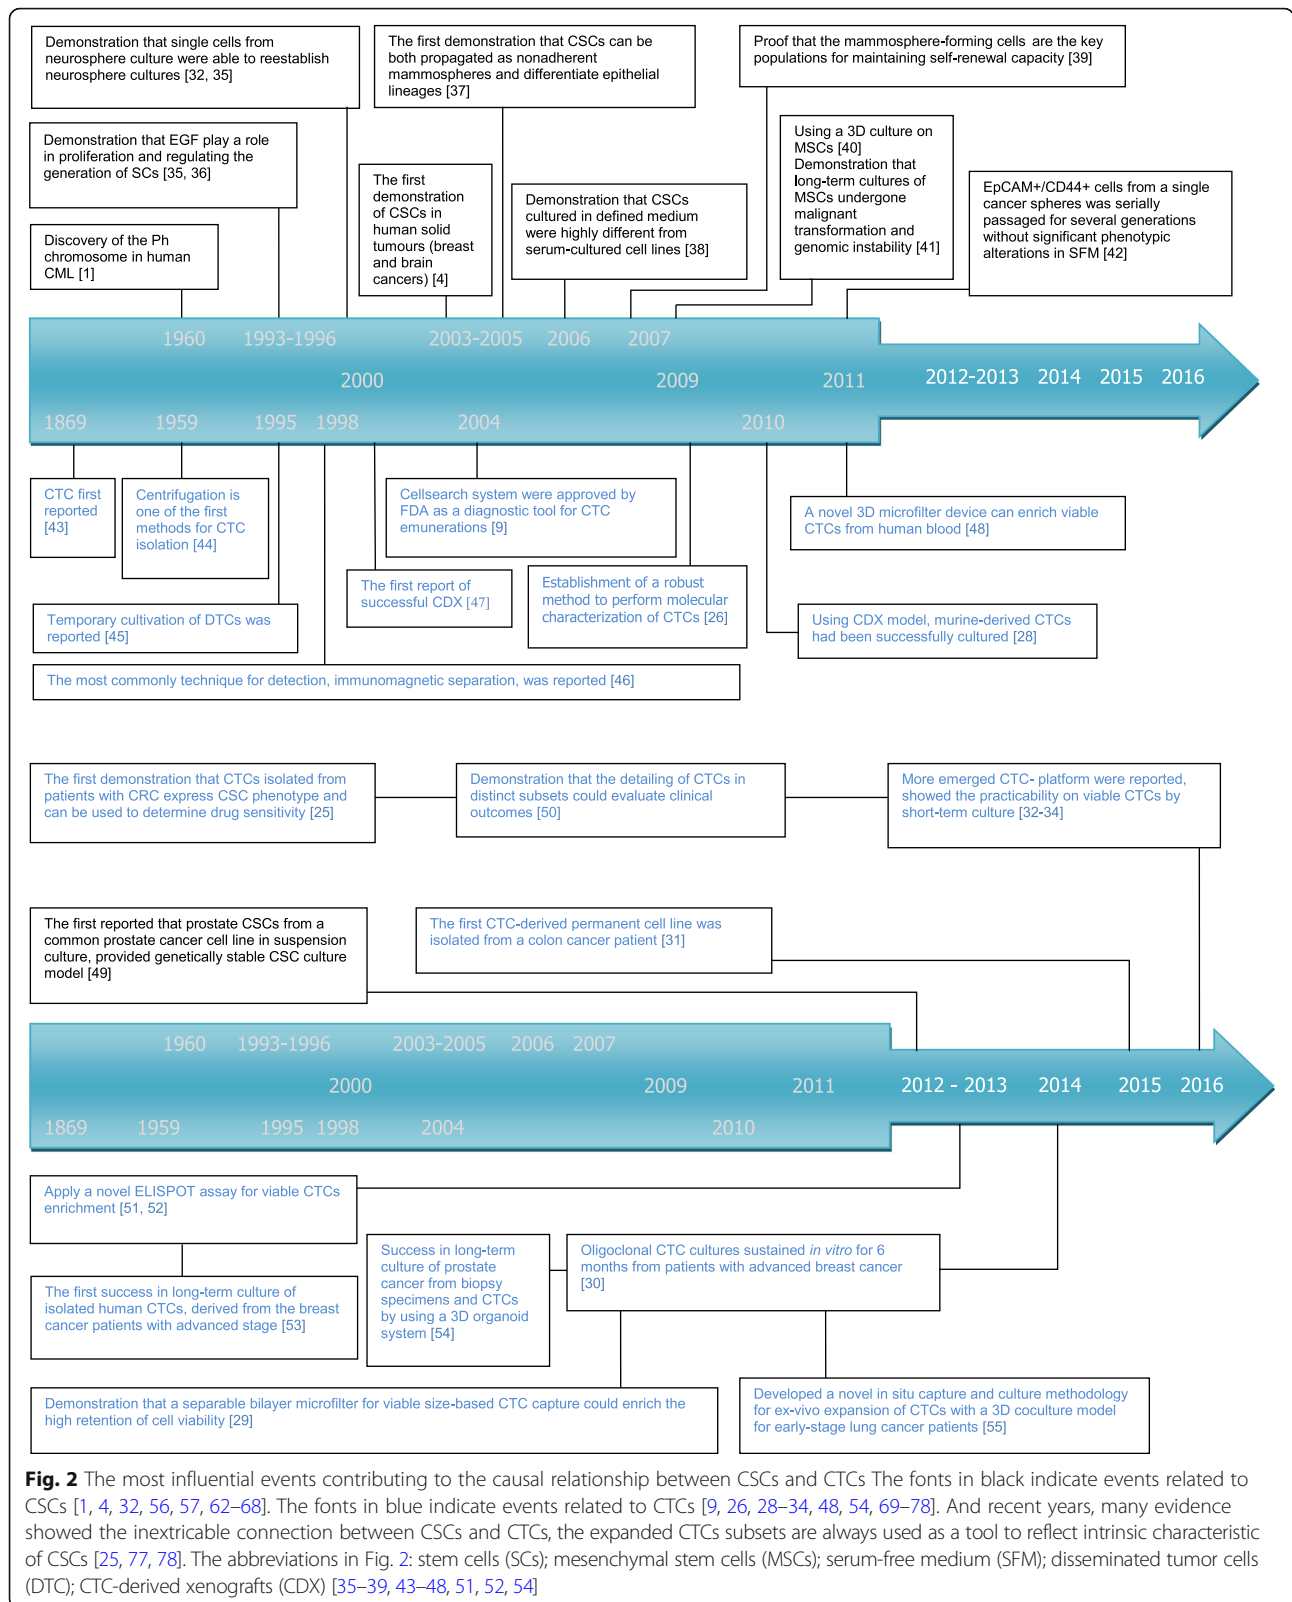 Demonstration that single cells from
neurosphere culture were able to reestablish
neurosphere cultures [32, 35]
The first demonstration that CSCs can be
both propagated as nonadherent
mammospheres and differentiate epithelial
lineages [37]
Proof that the mammosphere-forming cells are the key
populations for maintaining self-renewal capacity [39]
Demonstration that EGF play a role
in proliferation and regulating the
generation of SCs [35, 36]
The first
demonstration
of CSCs in
human solid
tumours (breast
and brain
cancers) [4]
Demonstration that CSCs
cultured in defined medium
were highly different from
serum-cultured cell lines [38]
Using a 3D culture on
MSCs [40]
Demonstration that
long-term cultures of
MSCs undergone
malignant
transformation and
genomic instability [41]
EpCAM+/CD44+ cells from a single
cancer spheres was serially
passaged for several generations
without significant phenotypic
alterations in SFM [42]
Discovery of the Ph
chromosome in human
CML [1]
1960 1993-1996 2003-2005 2006 2007
2000 2009 2011 2012-2013 2014 2015 2016
1869 1959 1995 1998 2004 2010
CTC first
reported
[43]
Centrifugation is
one of the first
methods for CTC
isolation [44]
Cellsearch system were approved by
FDA as a diagnostic tool for CTC
emunerations [9]
A novel 3D microfilter device can enrich viable
CTCs from human blood [48]
The first report of
successful CDX [47]
Establishment of a robust
method to perform molecular
characterization of CTCs [26]
Temporary cultivation of DTCs was
reported [45]
Using CDX model, murine-derived CTCs
had been successfully cultured [28]
The most commonly technique for detection, immunomagnetic separation, was reported [46]
The first demonstration that CTCs isolated from
patients with CRC express CSC phenotype and
can be used to determine drug sensitivity [25]
Demonstration that the detailing of CTCs in
distinct subsets could evaluate clinical
outcomes [50]
More emerged CTC- platform were reported,
showed the practicability on viable CTCs by
short-term culture [32-34]
The first reported that prostate CSCs from a
common prostate cancer cell line in suspension
culture, provided genetically stable CSC culture
model [49]
The first CTC-derived permanent cell line was
isolated from a colon cancer patient [31]
1960 1993-1996 2003-2005 2006 2007
2000 2009 2011 2012 - 2013 2014 2015 2016
1869 1959 1995 1998 2004 2010
Apply a novel ELISPOT assay for viable CTCs
enrichment [51, 52]
Success in long-term
culture of prostate
cancer from biopsy
specimens and CTCs
by using a 3D organoid
system [54]
Oligoclonal CTC cultures sustained in vitro for 6
months from patients with advanced breast cancer
[30]
The first success in long-term culture of
isolated human CTCs, derived from the breast
cancer patients with advanced stage [53]
Demonstration that a separable bilayer microfilter for viable size-based CTC capture could enrich the
high retention of cell viability [29]
Developed a novel in situ capture and culture methodology
for ex-vivo expansion of CTCs with a 3D coculture model
for early-stage lung cancer patients [55]
Fig. 2 The most influential events contributing to the causal relationship between CSCs and CTCs The fonts in black indicate events related to
CSCs [1, 4, 32, 56, 57, 62–68]. The fonts in blue indicate events related to CTCs [9, 26, 28–34, 48, 54, 69–78]. And recent years, many evidence
showed the inextricable connection between CSCs and CTCs, the expanded CTCs subsets are always used as a tool to reflect intrinsic characteristic
of CSCs [25, 77, 78]. The abbreviations in Fig. 2: stem cells (SCs); mesenchymal stem cells (MSCs); serum-free medium (SFM); disseminated tumor cells
(DTC); CTC-derived xenografts (CDX) [35–39, 43–48, 51, 52, 54]